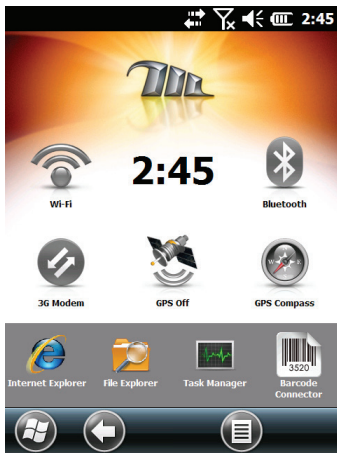 2:45
2:45
Wi-Fi
Bluetooth
3G Modem
GPS Off
GPS Compass
W
E
3520
Internet Explorer
File Explorer
Task Manager
Barcode
Connector